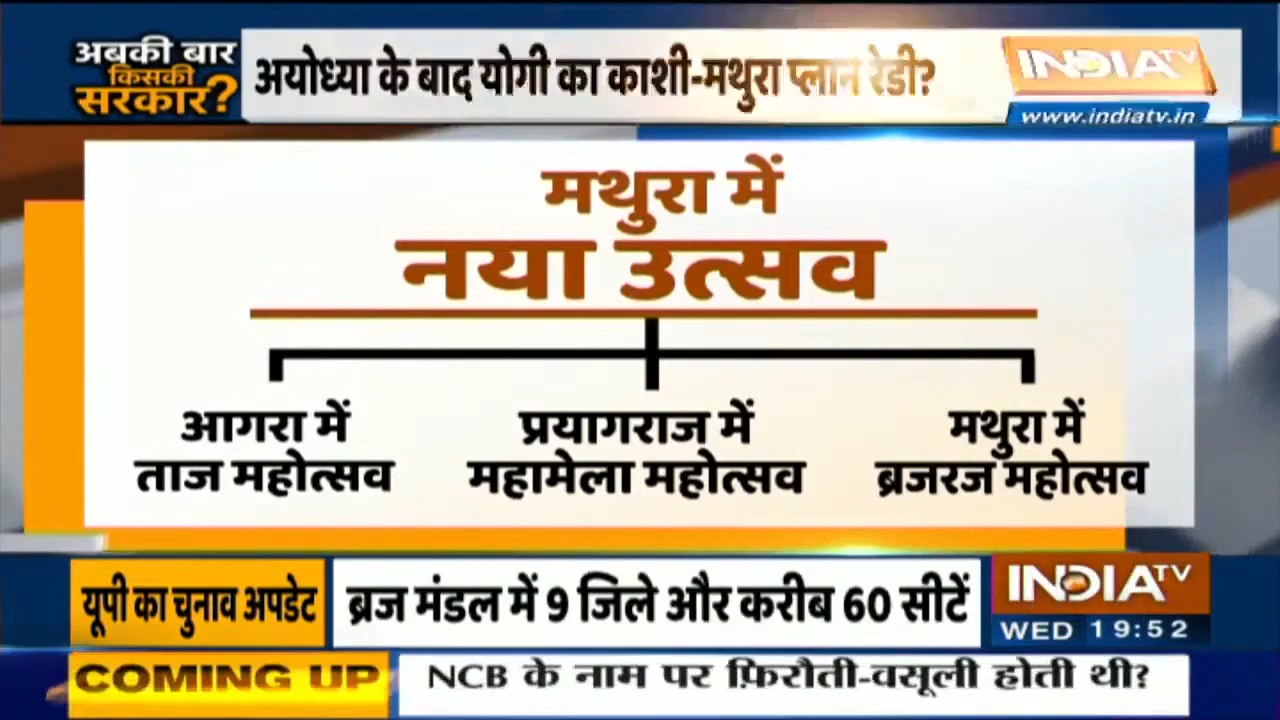 अबकी बार
किसकी
सरकार?
अयोध्या के बाद योगी का काशी-मथुरा प्लान रेडी?
INDIA TV
www.indiatv.in
मथुरा में
नया उत्सव
आगरा में
ताज महोत्सव
प्रयागराज में
महामेला महोत्सव
मथुरा में
ब्रजरज महोत्सव
यूपी का चुनाव अपडेट
ब्रज मंडल में 9 जिले और करीब 60 सीटें
INDIA TV
WED 19:52
COMING UP
NCB के नाम पर फ़िरौती-वसूली होती थी?